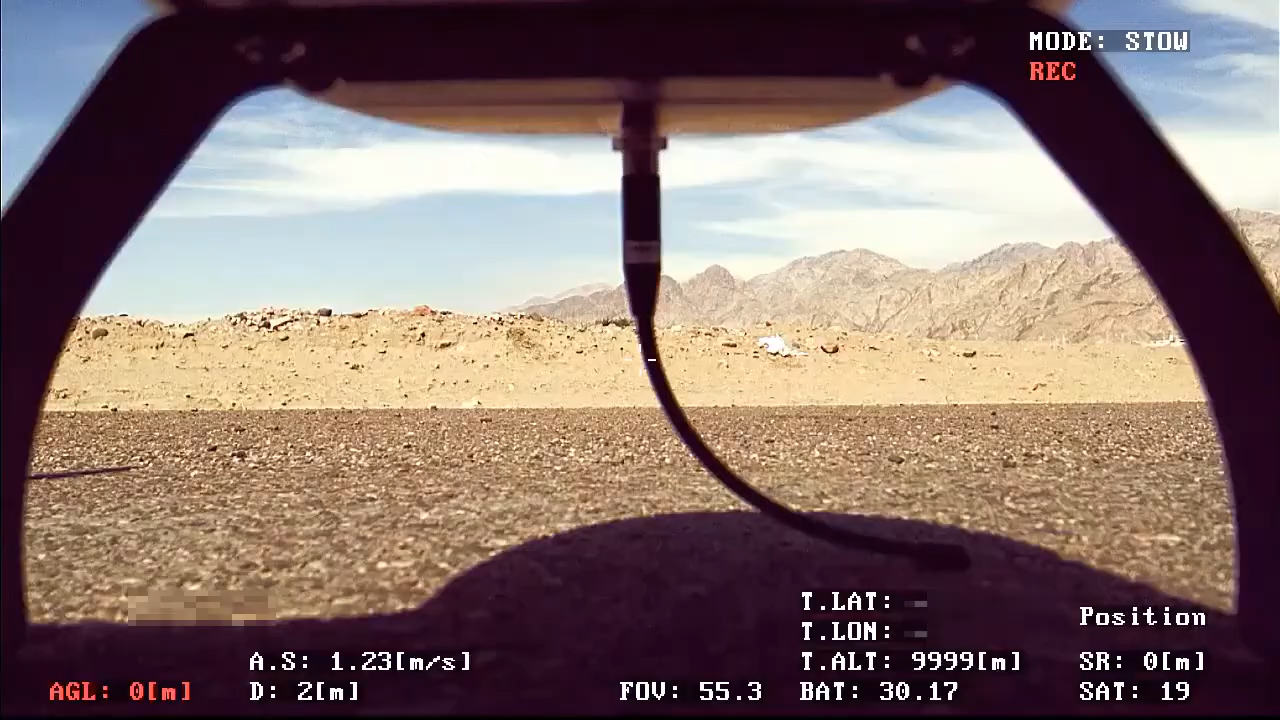 MODE: STOW
REC
T.LAT:
T.LON:
Position
A.S: 1.23[m/s]
T.ALT: 9999[m]
SR: 0[m]
AGL: 0[m]
D: 2[m]
FOV: 55.3
BAT: 30.17
SAT: 19